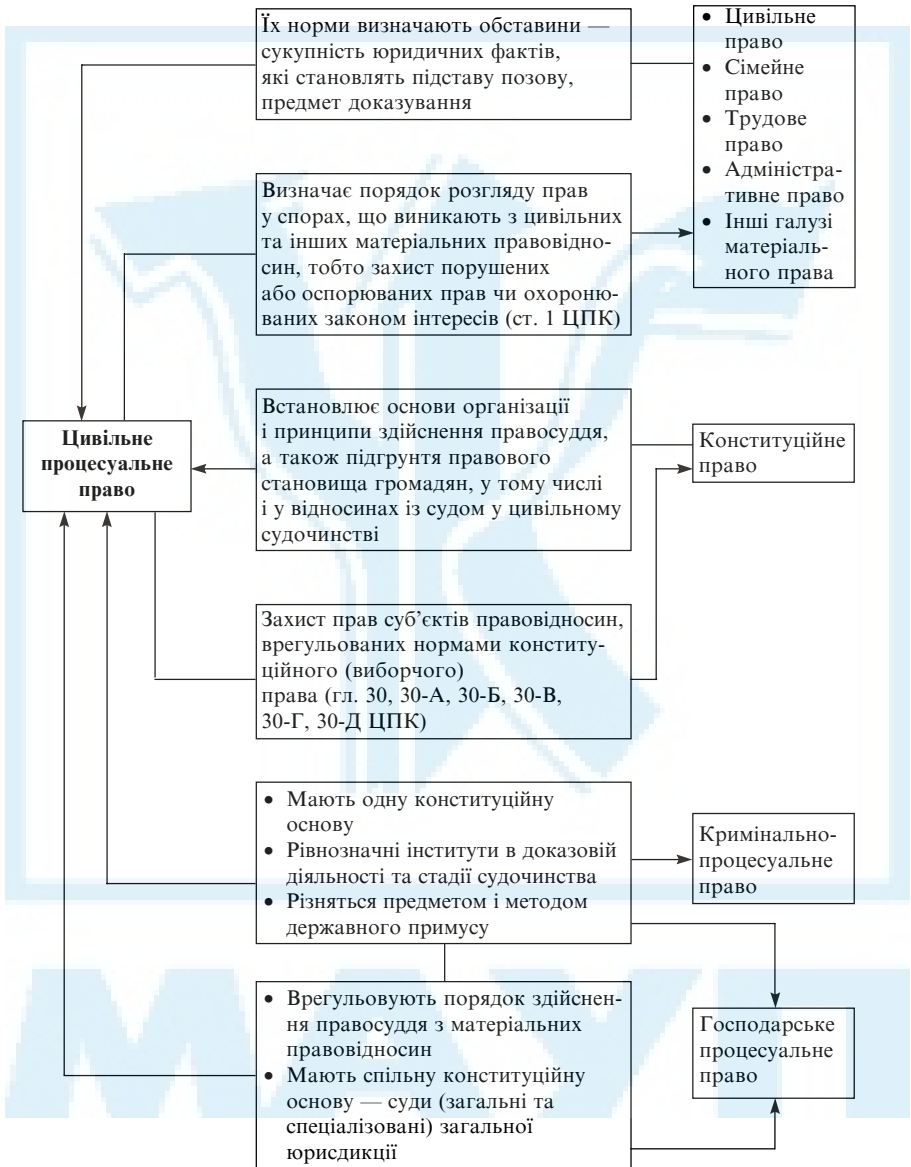 Їх норми визначають обставини —
сукупність юридичних фактів,
які становлять підставу позову,
предмет доказування
• Цивільне
право
• Сімейне
право
• Трудове
право
• Адміністра-
тивне право
• Інші галузі
матеріаль-
ного права
Визначає порядок розгляду прав
у спорах, що виникають з цивільних
та інших матеріальних правовідно-
син, тобто захист порушених
або оспорюваних прав чи охороню-
ваних законом інтересів (ст. 1 ЦПК)
Цивільне
процесуальне
право
Встановлює основи організації
і принципи здійснення правосуддя,
а також підгрунтя правового
становища громадян, у тому числі
і у відносинах із судом у цивільному
судочинстві
Конституційне
право
Захист прав суб’єктів правовідносин,
врегульованих нормами консти­ту-
ційного (виборчого)
права (гл. 30, 30-А, 30-Б, 30-В,
30-Г, 30-Д ЦПК)
• Мають одну конституційну
основу
• Рівнозначні інститути в доказовій
діяльності та стадії судочинства
• Різняться предметом і методом
державного примусу
Кримінально-
процесуальне
право
• Врегульовують порядок здійснен-
ня правосуддя з матеріальних
правовідносин
• Мають спільну конституційну
основу — суди (загальні та
спеціалізовані) загальної
юрисдикції
Господарське
процесуальне
право
МАУП